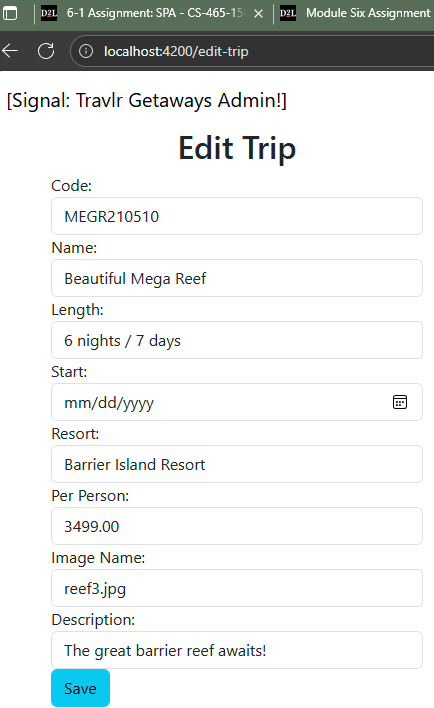 D2L 6-1 Assignment: SPA - CS-465-15 D2L Module Six Assignment
localhost:4200/edit-trip
[Signal: Travlr Getaways Admin!]
Edit Trip
Code:
MEGR210510
Name:
Beautiful Mega Reef
Length:
6 nights / 7 days
Start:
mm/dd/yyyy
Resort:
Barrier Island Resort
Per Person:
3499.00
Image Name:
reef3.jpg
Description:
The great barrier reef awaits!
Save